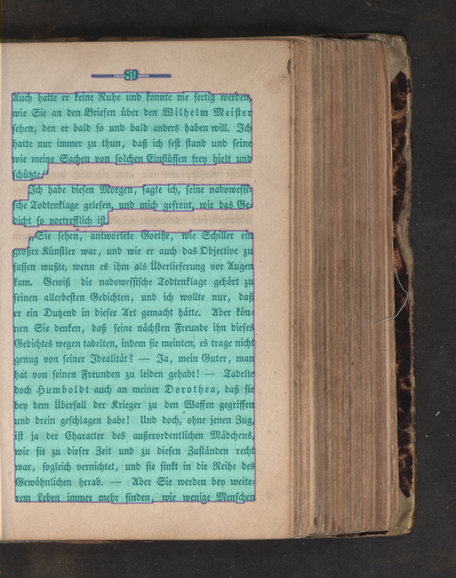 Auch hatte er keine Ruhe und konnte nie fertig werden,
wie Sie an den Briefen über den Wilhelm Meister
sehen, den er bald so und bald anders haben will. Ich
hatte nur immer zu thun, daß ich fest stand und seine
wie meine Sachen von solchen Einflüssen frey hielt und
schützte."
Ich habe diesen Morgen, sagte ich, seine nadowessi-
sche Todtenklage gelesen, und mich gefreut, wie das Ge-
dicht so vortrefflich ist.
„Sie sehen, antwortete Goethe, wie Schiller ein
großer Künstler war, und wie er auch das Objective zu
fassen wußte, wenn es ihm als Überlieferung vor Augen
kam. Gewiß die nadowessische Todtenklage gehört zu
seinen allerbesten Gedichten, und ich wollte nur, daß
er ein Dutzend in dieser Art gemacht hätte. Aber kön-
nen Sie denken, daß seine nächsten Freunde ihn dieses
Gedichtes wegen tadelten, indem sie meinten, es trage nicht
genug von seiner Idealität? — Ja, mein Guter, man
hat von seinen Freunden zu leiden gehabt! — Tadelte
doch Humboldt auch an meiner Dorothea, daß sie
bey dem Überfall der Krieger zu den Waffen gegriffen
und drein geschlagen habe! Und doch, ohne jenen Zug,
ist ja der Character des außerordentlichen Mädchens,
wie sie zu dieser Zeit und zu diesen Zuständen recht
war, sogleich vernichtet, und sie sinkt in die Reihe des
Gewöhnlichen herab. — Aber Sie werden bey weite-
rem Leben immer mehr finden, wie wenige Menschen